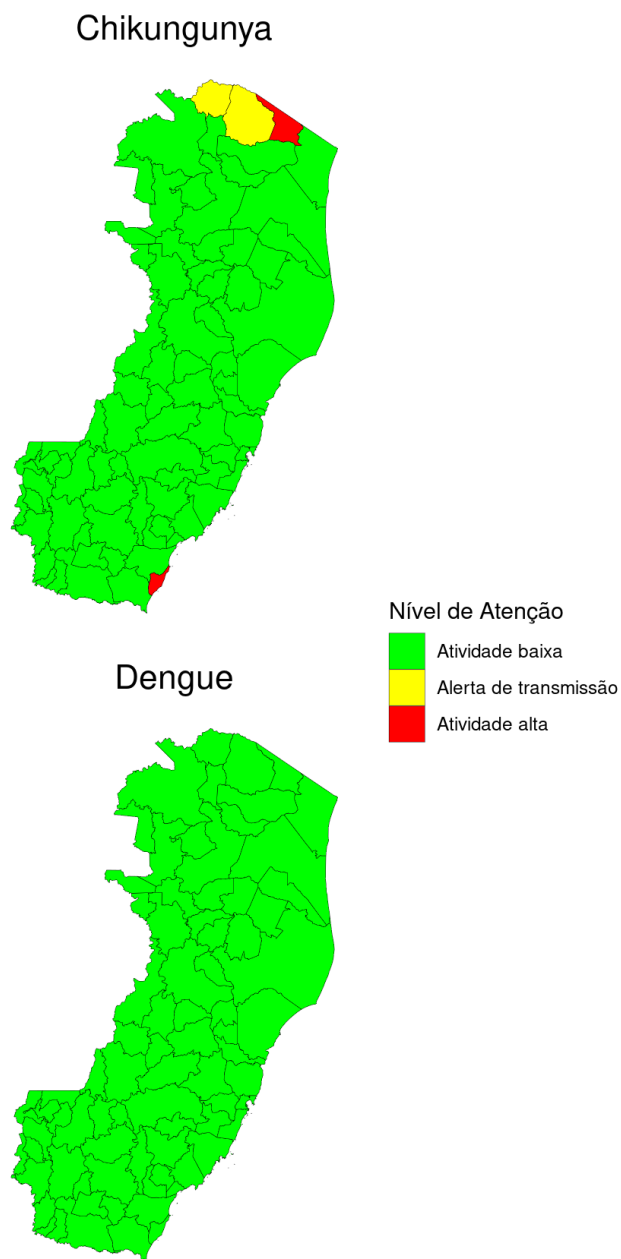 Chikungunya
Nível de Atenção
Atividade baixa
Alerta de transmissão
Atividade alta
Dengue